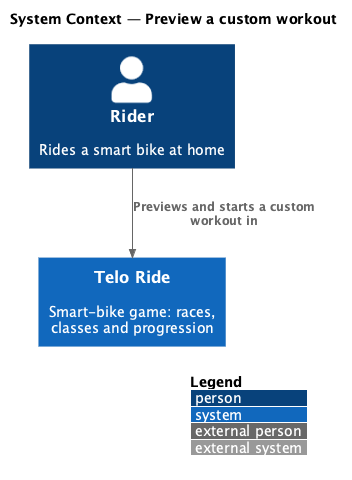 System Context — Preview a custom workout
Rider
Rides a smart bike at home
Previews and starts a custom
workout in
Telo Ride
Smart-bike game: races,
classes and progression
Legend
person
system
external person
external system